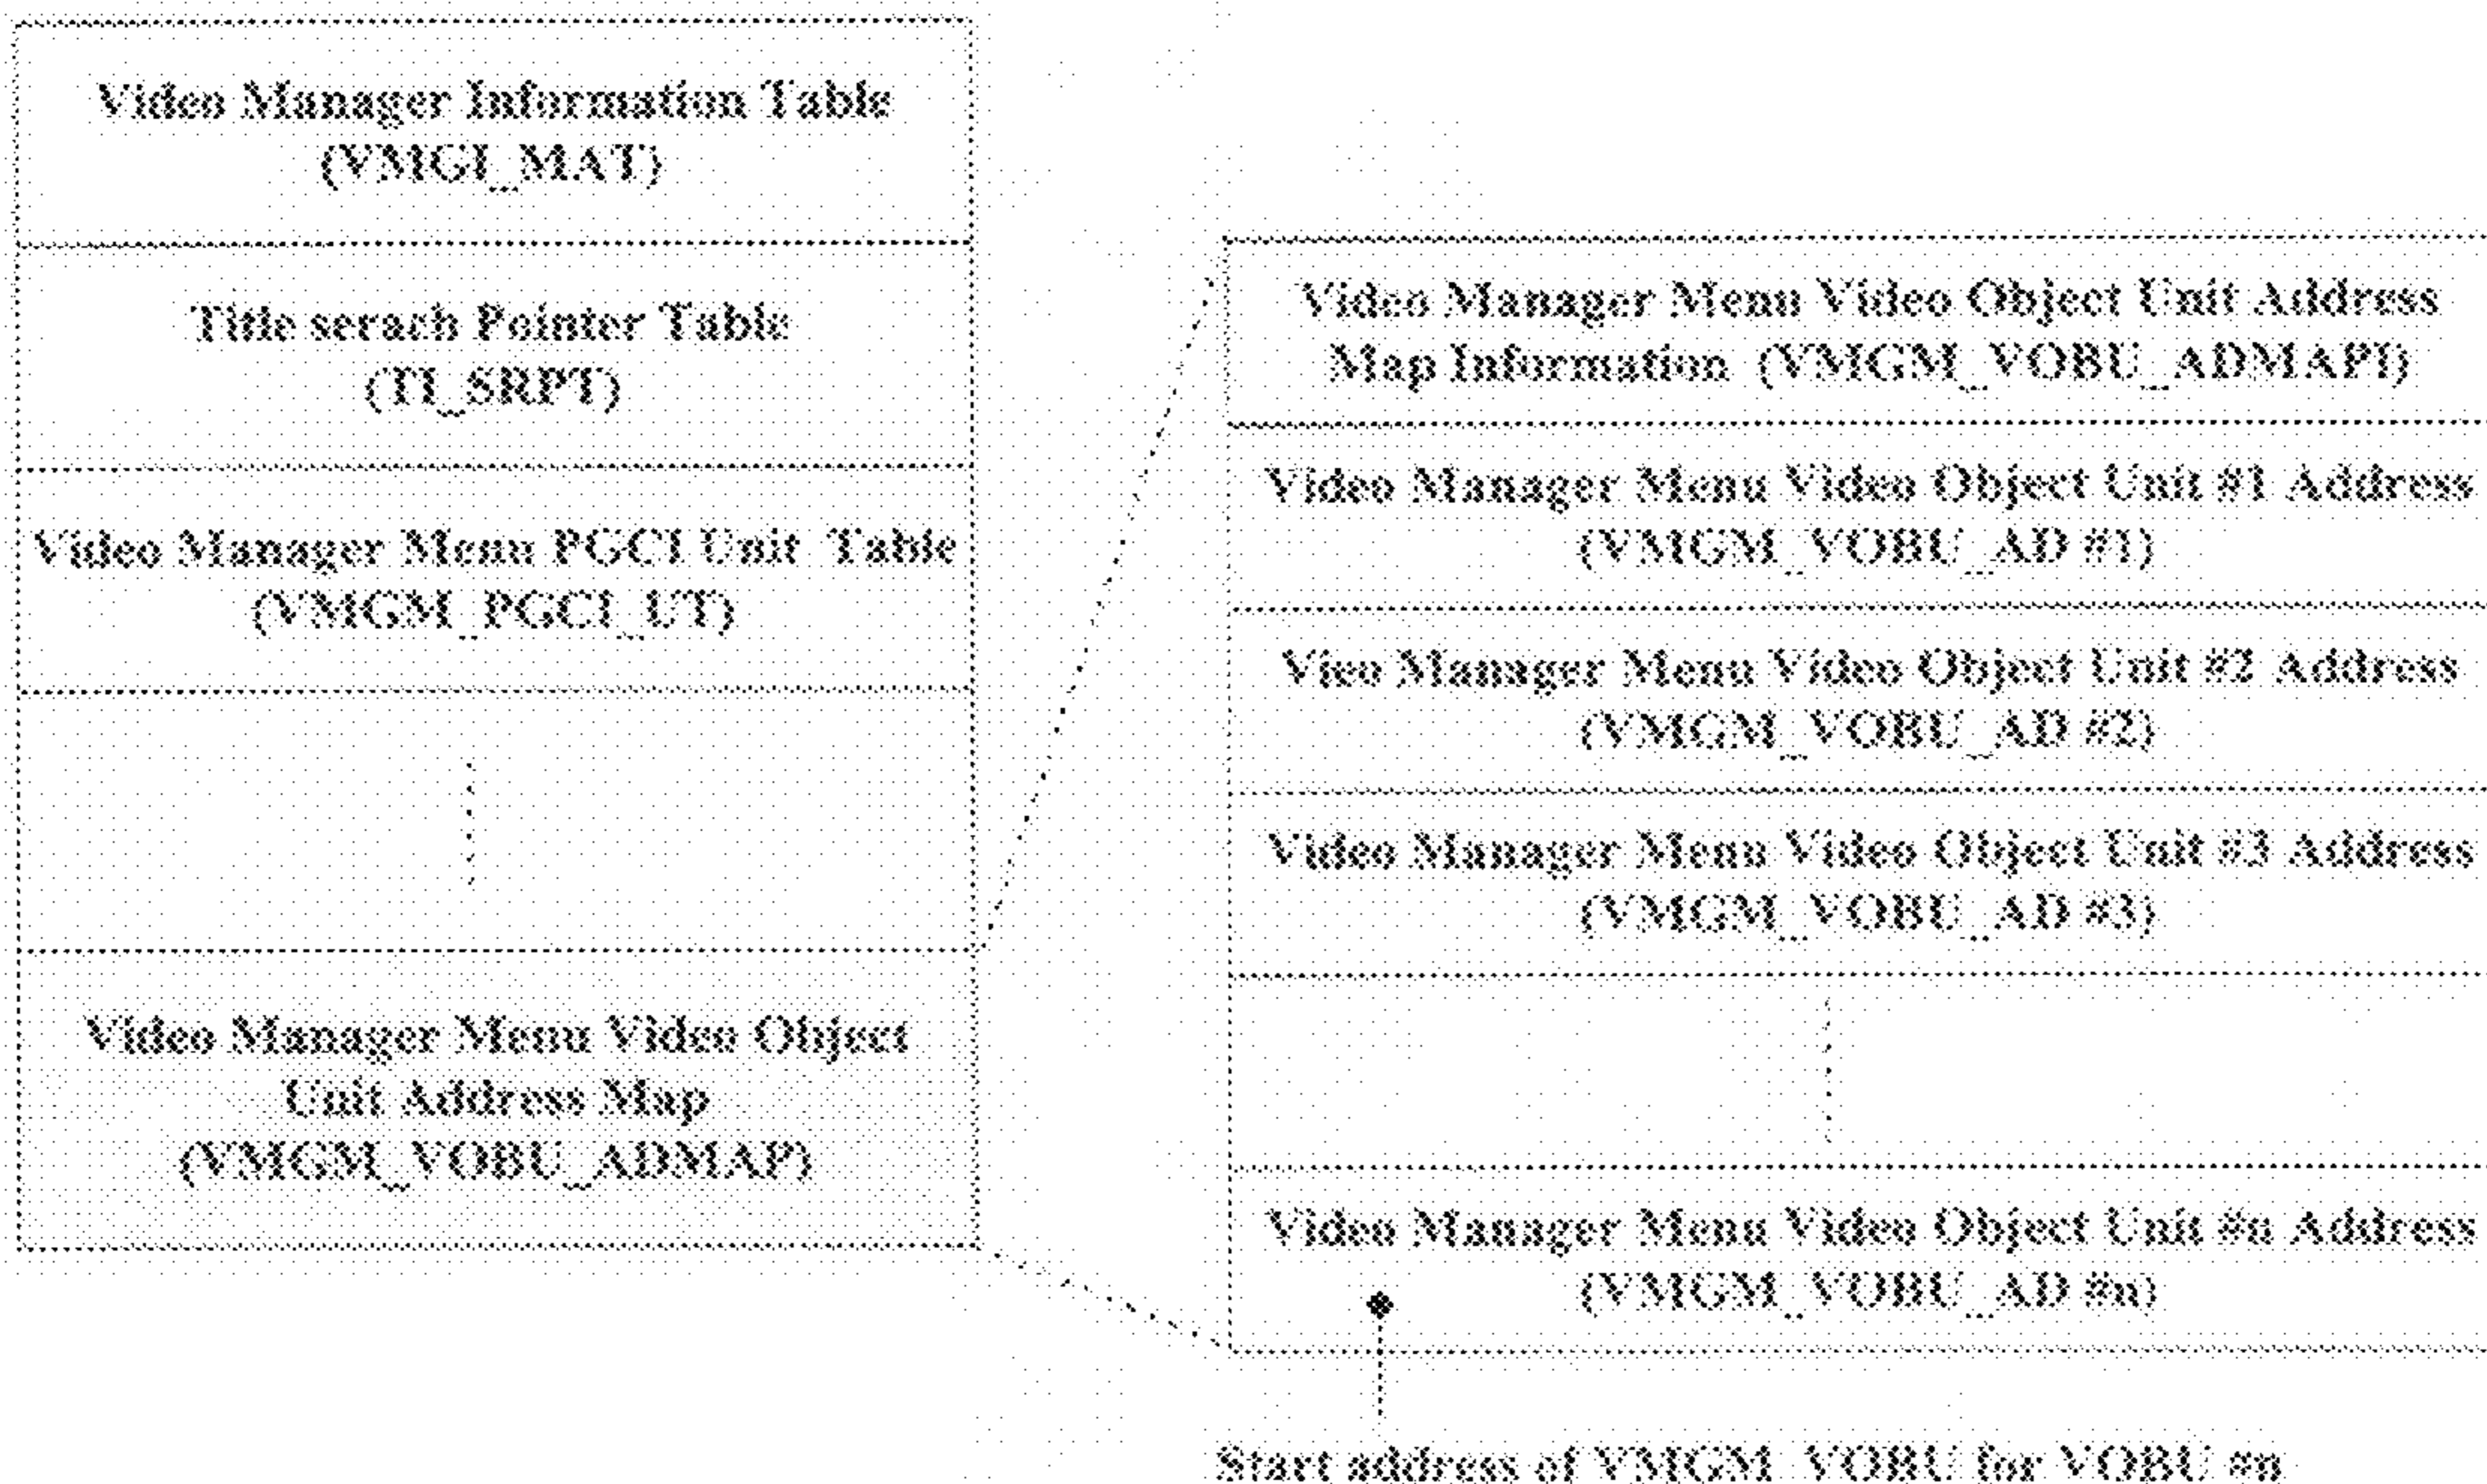 Video Manager Information Table
(VMGI_MAT)
Title serach Pointer Table
(TT_SRPT)
Video Manager Menu PGCI Unit Table
(VMGM_PGCI_UT)
Video Manager Menu Video Object
Unit Address Map
(VMGM_VOBU_ADMAP)
Video Manager Menu Video Object Unit Address
Map Information (VMGM_VOBU_ADMAPI)
Video Manager Menu Video Object Unit #1 Address
(VMGM_VOBU_AD #1)
Vieo Manager Menu Video Object Unit #2 Address
(VMGM_VOBU_AD #2)
Video Manager Menu Video Object Unit #3 Address
(VMGM_VOBU_AD #3)
Video Manager Menu Video Object Unit #n Address
(VMGM_VOBU_AD #n)
Start address of VMGM_VOBU for VOBU #n